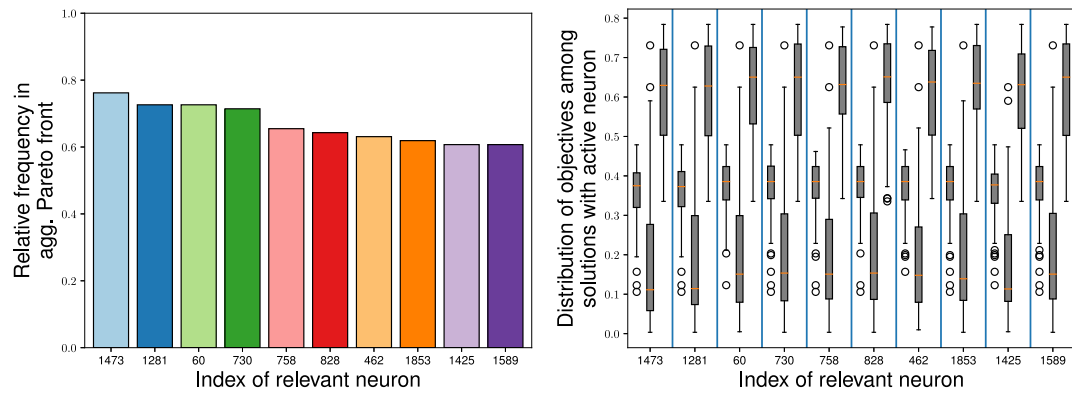 Relative frequency in
agg. Pareto front
1.0
0.8
0.6
0.4
0.2
0.0
1473 1281 60 730 758 828 462 1853 1425 1589
Index of relevant neuron
Distribution of objectives among
solutions with active neuron
0.8
0.7
0.6
0.5
0.4
0.3
0.2
0.1
0.0
1473 1281 60 730 758 828 462 1853 1425 1589
Index of relevant neuron